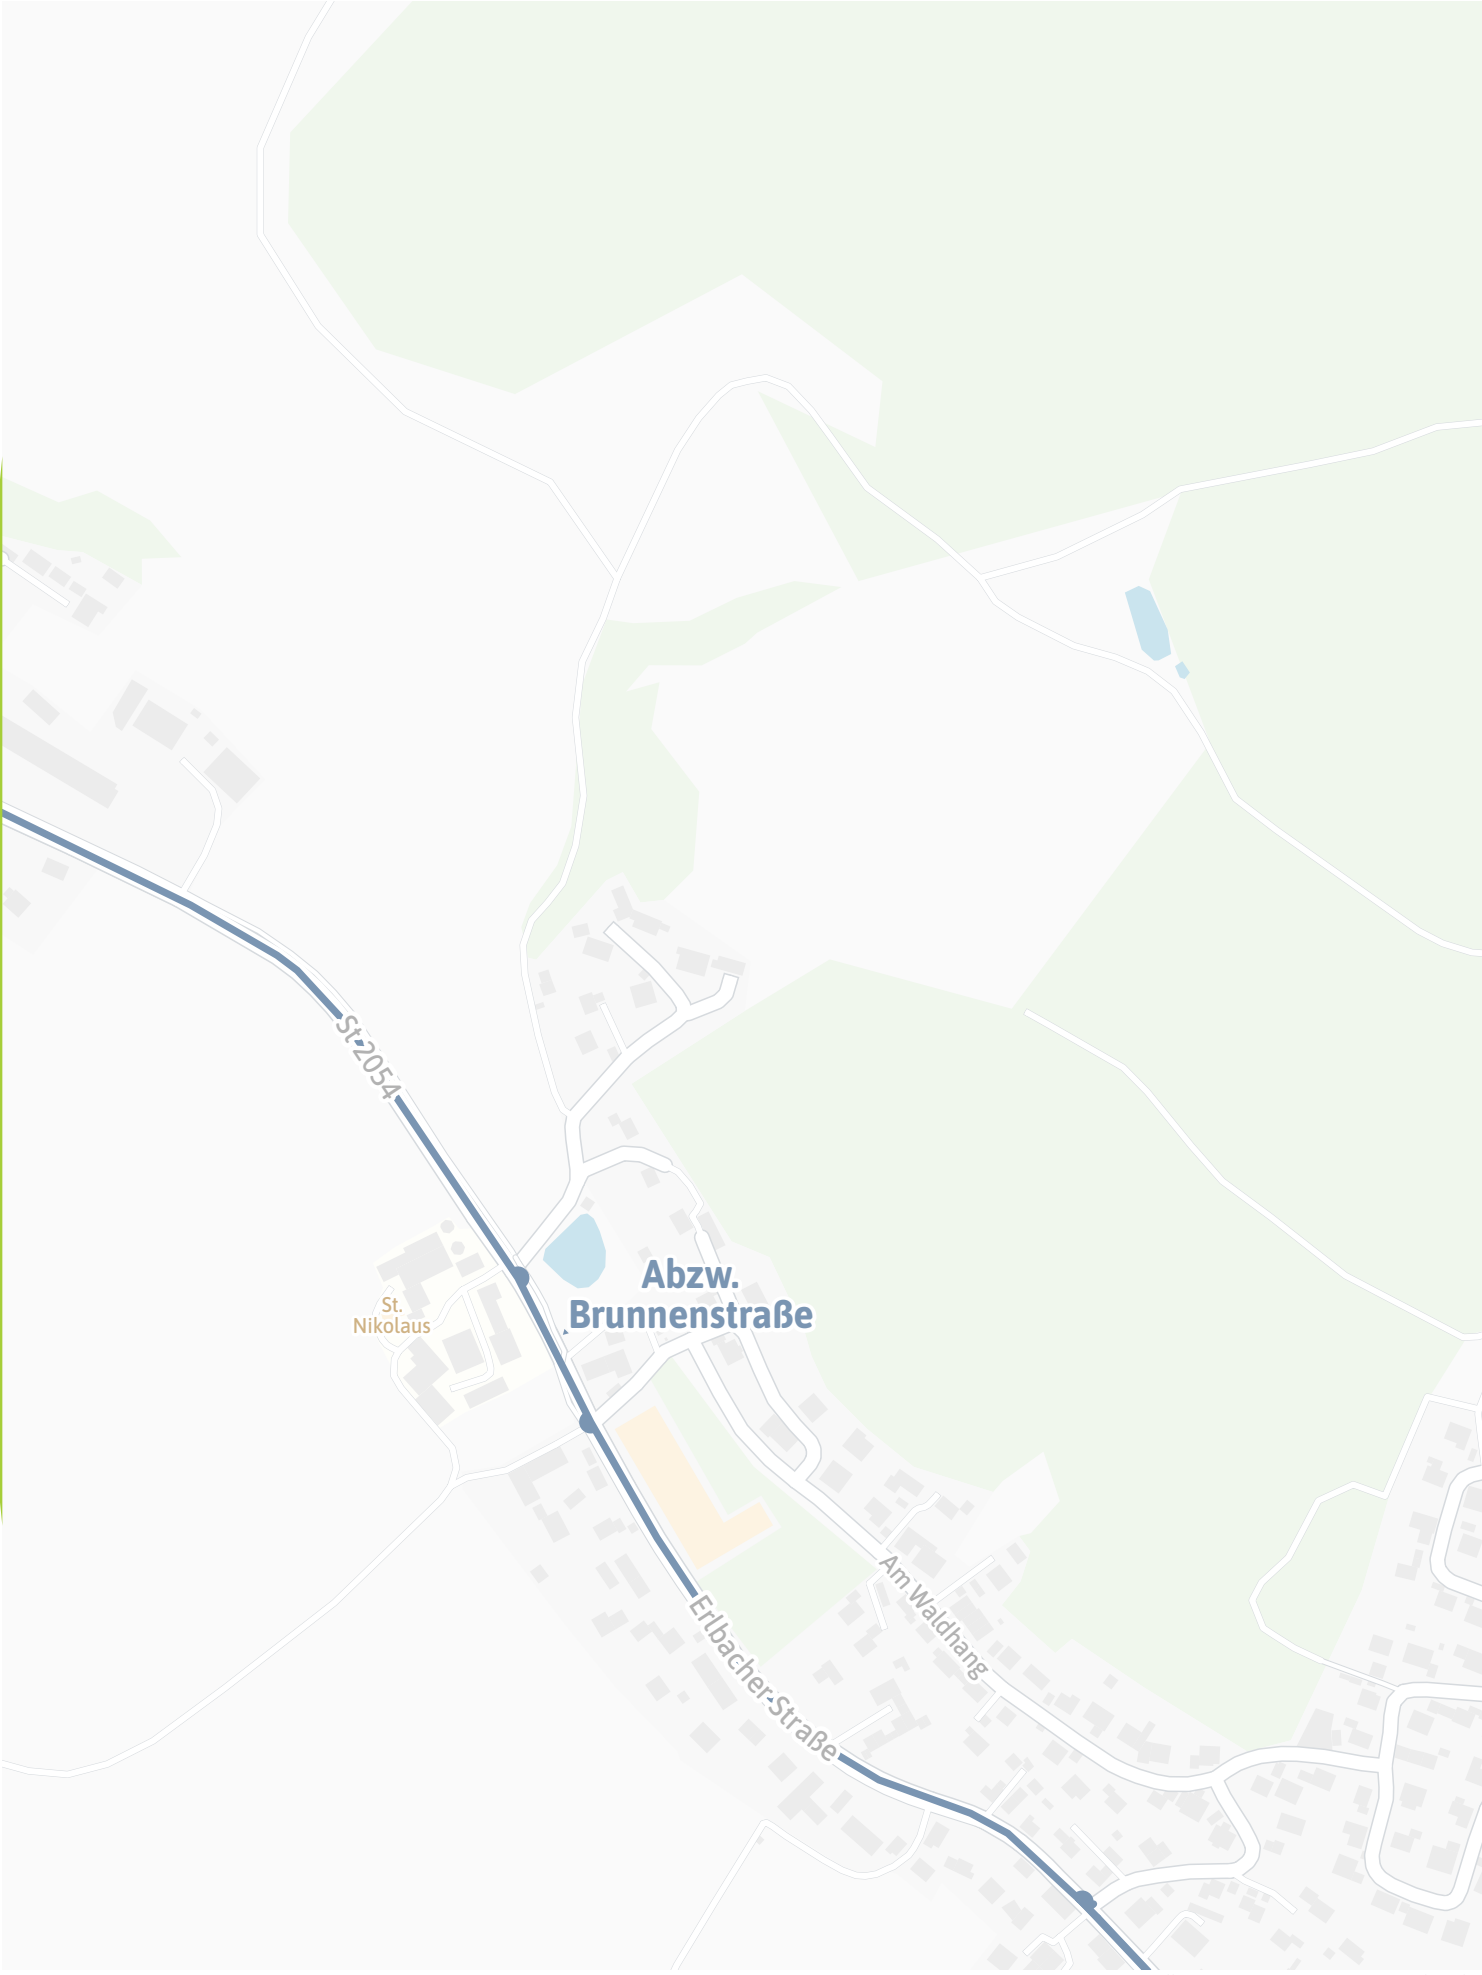 St 2054
Abzw.
Brunnenstraße
St.
Nikolaus
Am Waldhang
Erlbacher Straße